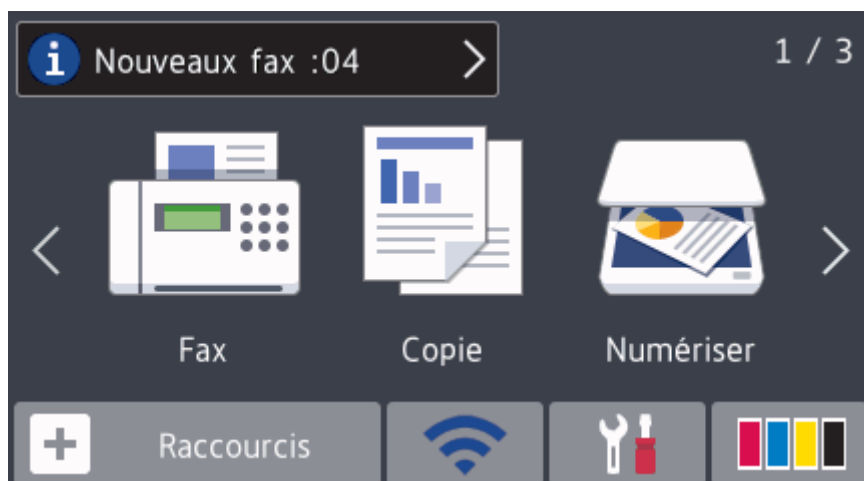 Nouveaux fax :04
1 / 3
Fax
Copie
Numériser
Raccourcis